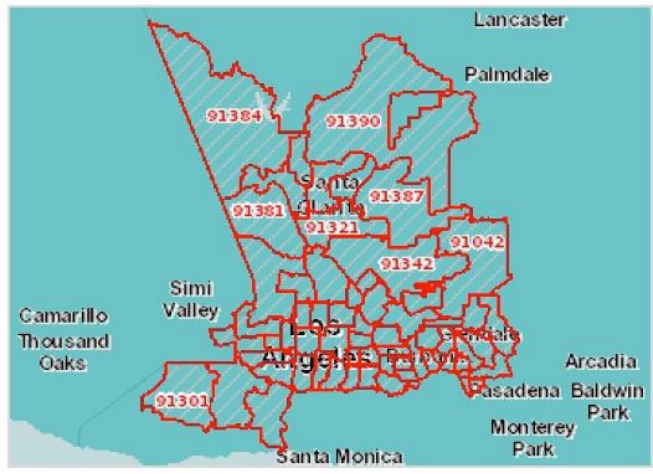 Lancaster
Palmdale
91384
91390
Santa
Clarita
91387
91381
91321
91042
91342
Simi
Valley
Camarillo
Thousand
Oaks
Los
Angeles
Burbank
Glendale
Arcadia
Pasadena
Baldwin
Park
91301
Monterey
Park
Santa Monica